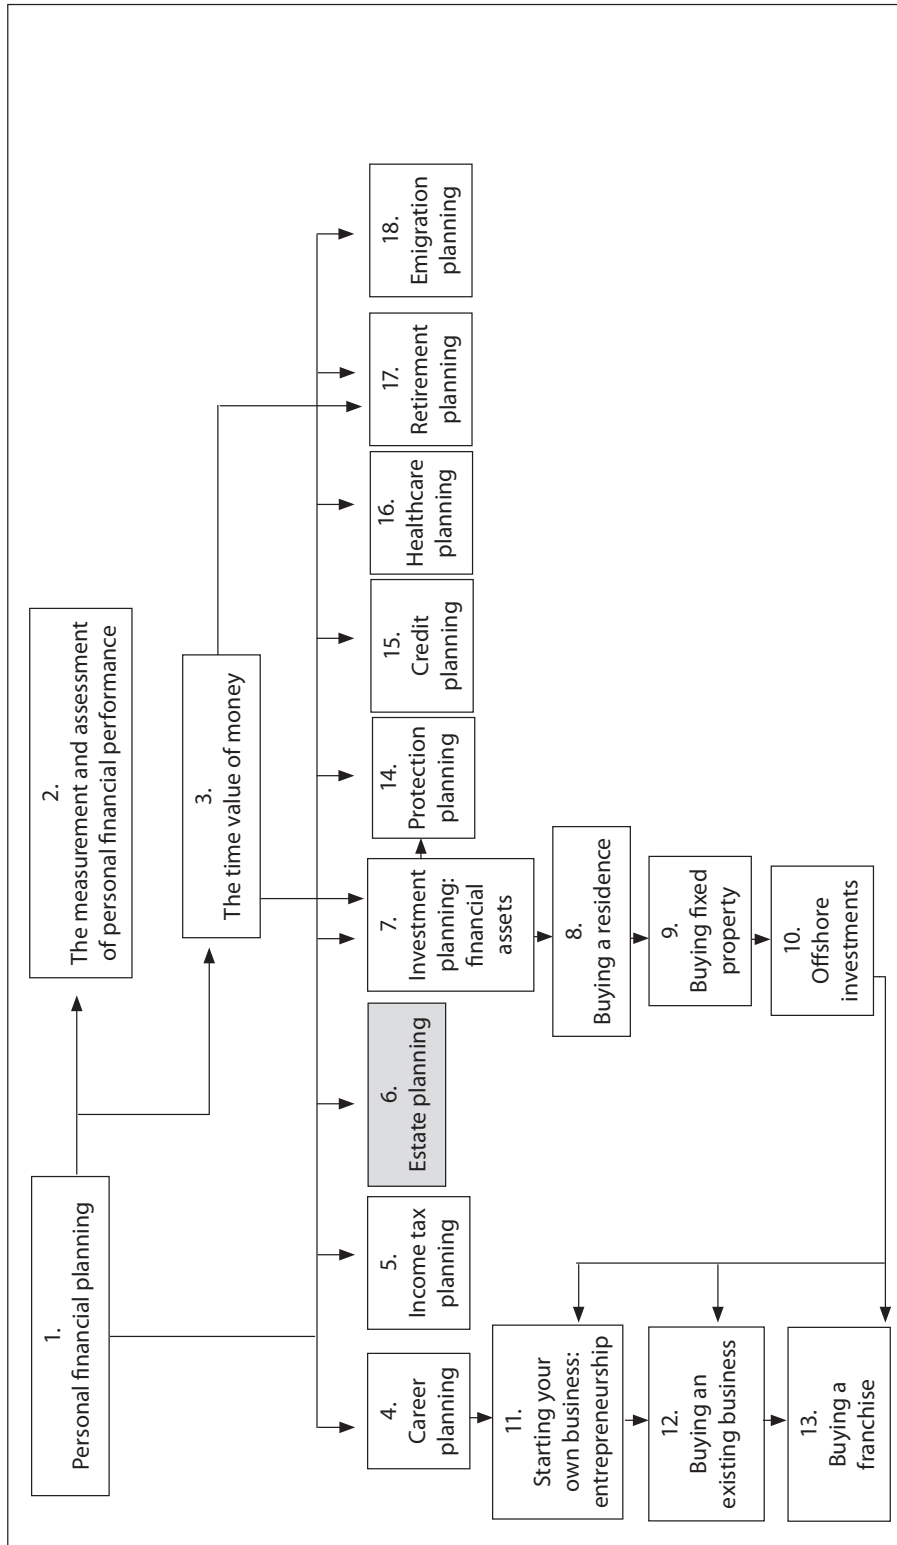 1.
Personal financial planning
2.
The measurement and assessment
of personal financial performance
3.
The time value of money
4.
Career
planning
5.
Income tax
planning
6.
Estate planning
7.
Investment
planning:
financial
assets
8.
Buying a residence
9.
Buying fixed
property
10.
Offshore
investments
11.
Starting your
own business:
entrepreneurship
12.
Buying an
existing business
13.
Buying a
franchise
14.
Protection
planning
15.
Credit
planning
16.
Healthcare
planning
17.
Retirement
planning
18.
Emigration
planning